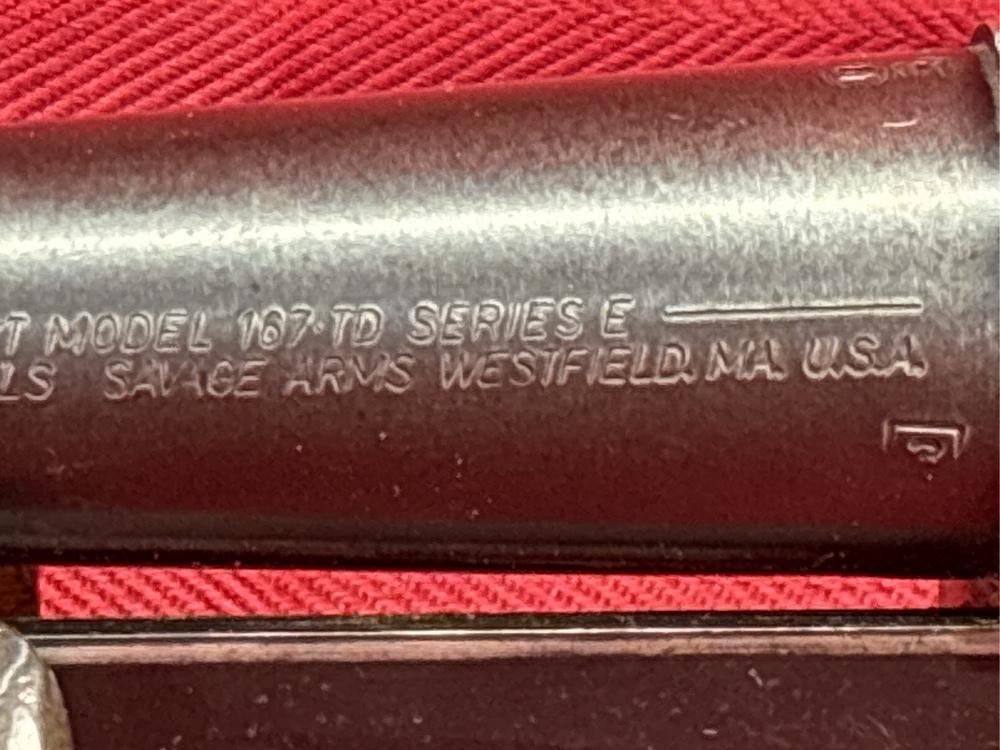 T MODEL 167·TD SERIES E
LS SAVAGE ARMS WESTFIELD. MA. U.S.A.